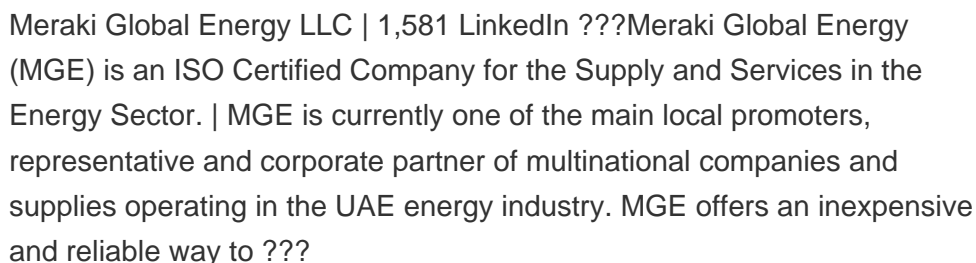 Meraki Global Energy LLC | 1,581 LinkedIn ???Meraki Global Energy
(MGE) is an ISO Certified Company for the Supply and Services in the
Energy Sector. | MGE is currently one of the main local promoters,
representative and corporate partner of multinational companies and
supplies operating in the UAE energy industry. MGE offers an inexpensive
and reliable way to ???